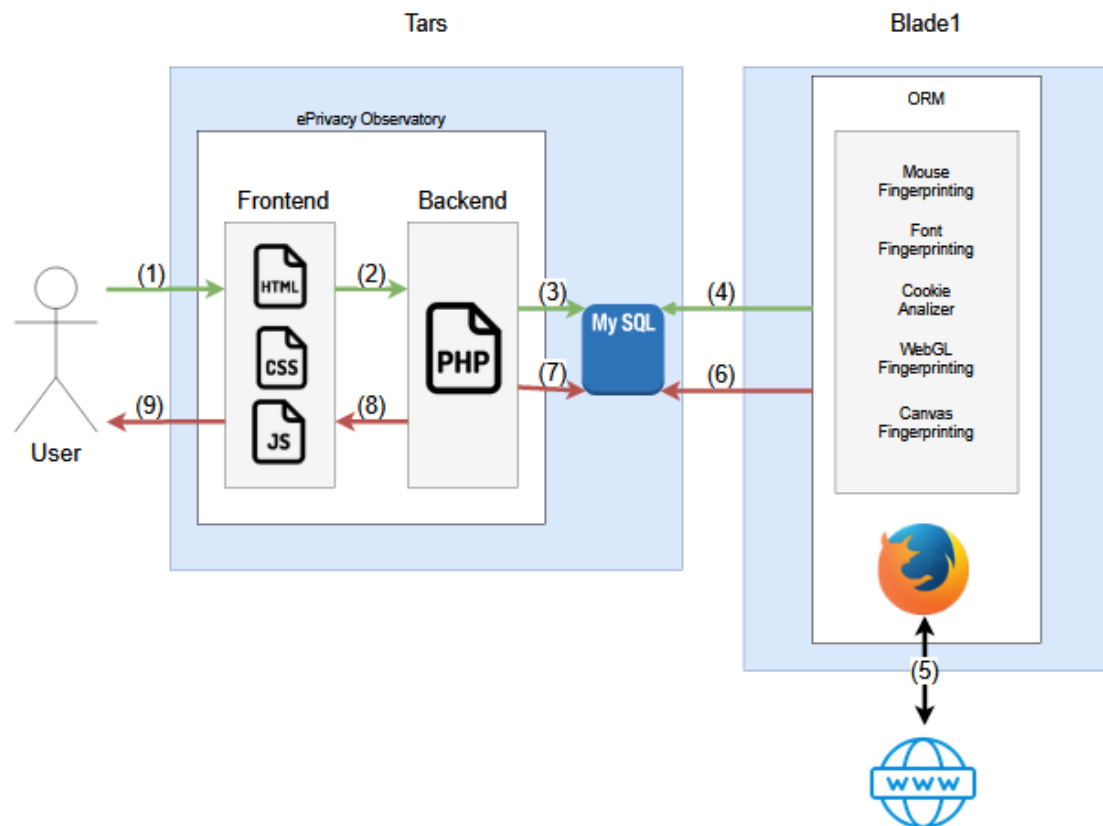 Tars
Blade1
ePrivacy Observatory
ORM
Frontend
Backend
Mouse
Fingerprinting
Font
Fingerprinting
Cookie
Analizer
WebGL
Fingerprinting
Canvas
Fingerprinting
HTML
CSS
JS
PHP
My SQL
(1)
(2)
(3)
(4)
(7)
(6)
(9)
(8)
User
(5)
WWW